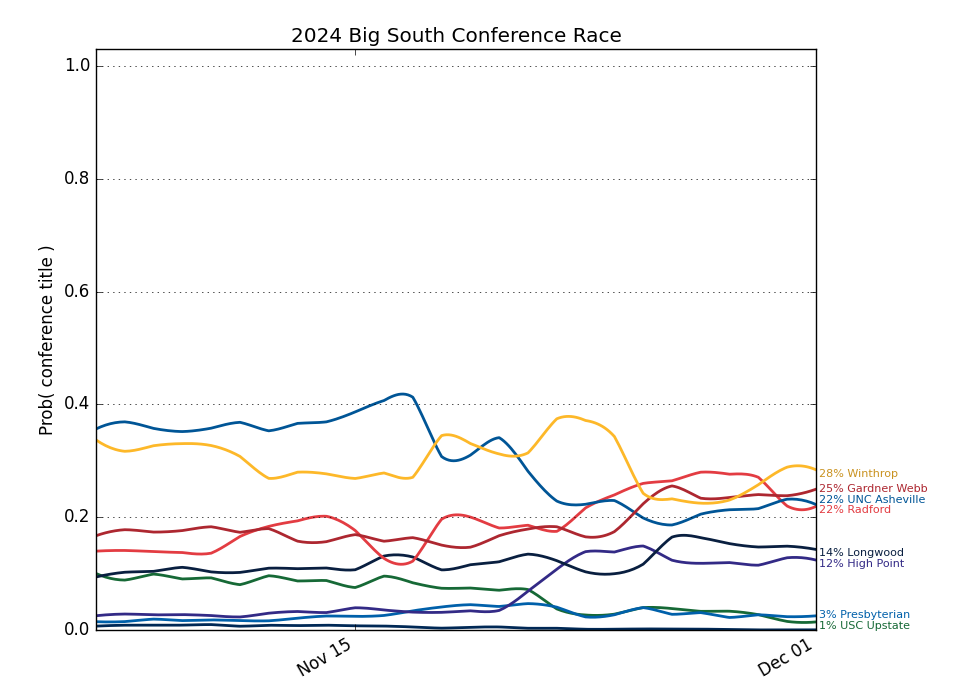 2024 Big South Conference Race
1.0
0.8
0.6
0.4
0.2
0.0
Prob( conference title )
Nov 15
Dec 01
28% Winthrop
25% Gardner Webb
22% UNC Asheville
22% Radford
14% Longwood
12% High Point
3% Presbyterian
1% USC Upstate